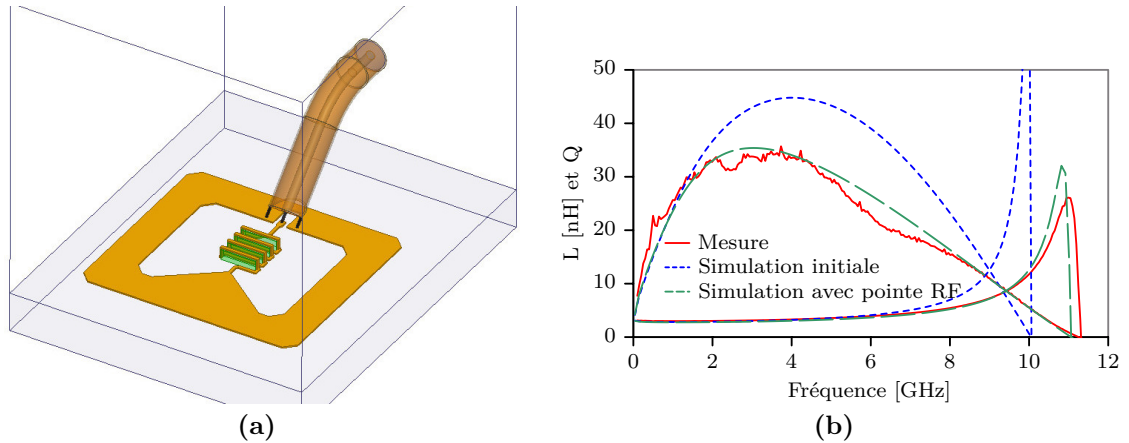 50
40
30
20
10
0
L [nH] et Q
Mesure
Simulation initiale
Simulation avec pointe RF
0 2 4 6 8 10 12
Fréquence [GHz]
(a) (b)